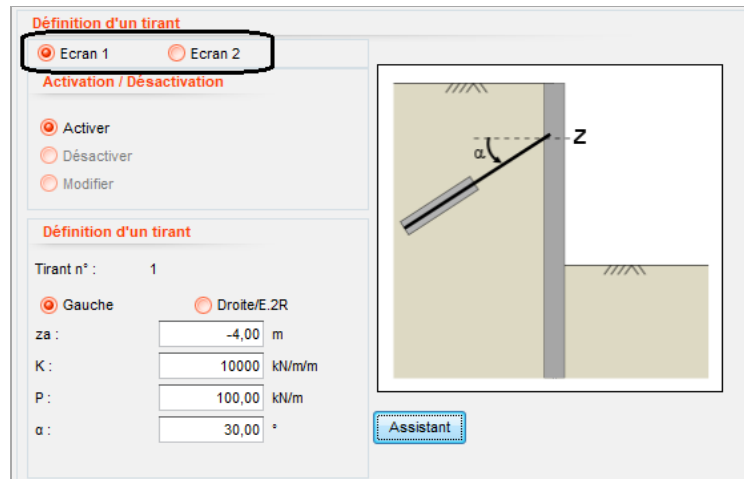 Définition d'un tirant
Ecran 1 Ecran 2
Activation / Désactivation
Activer
Désactiver
Modifier
Définition d'un tirant
Tirant n° : 1
Gauche Droite/E.2R
za : -4,00 m
K : 10000 kN/m/m
P : 100,00 kN/m
α : 30,00 °
Z
α
Assistant